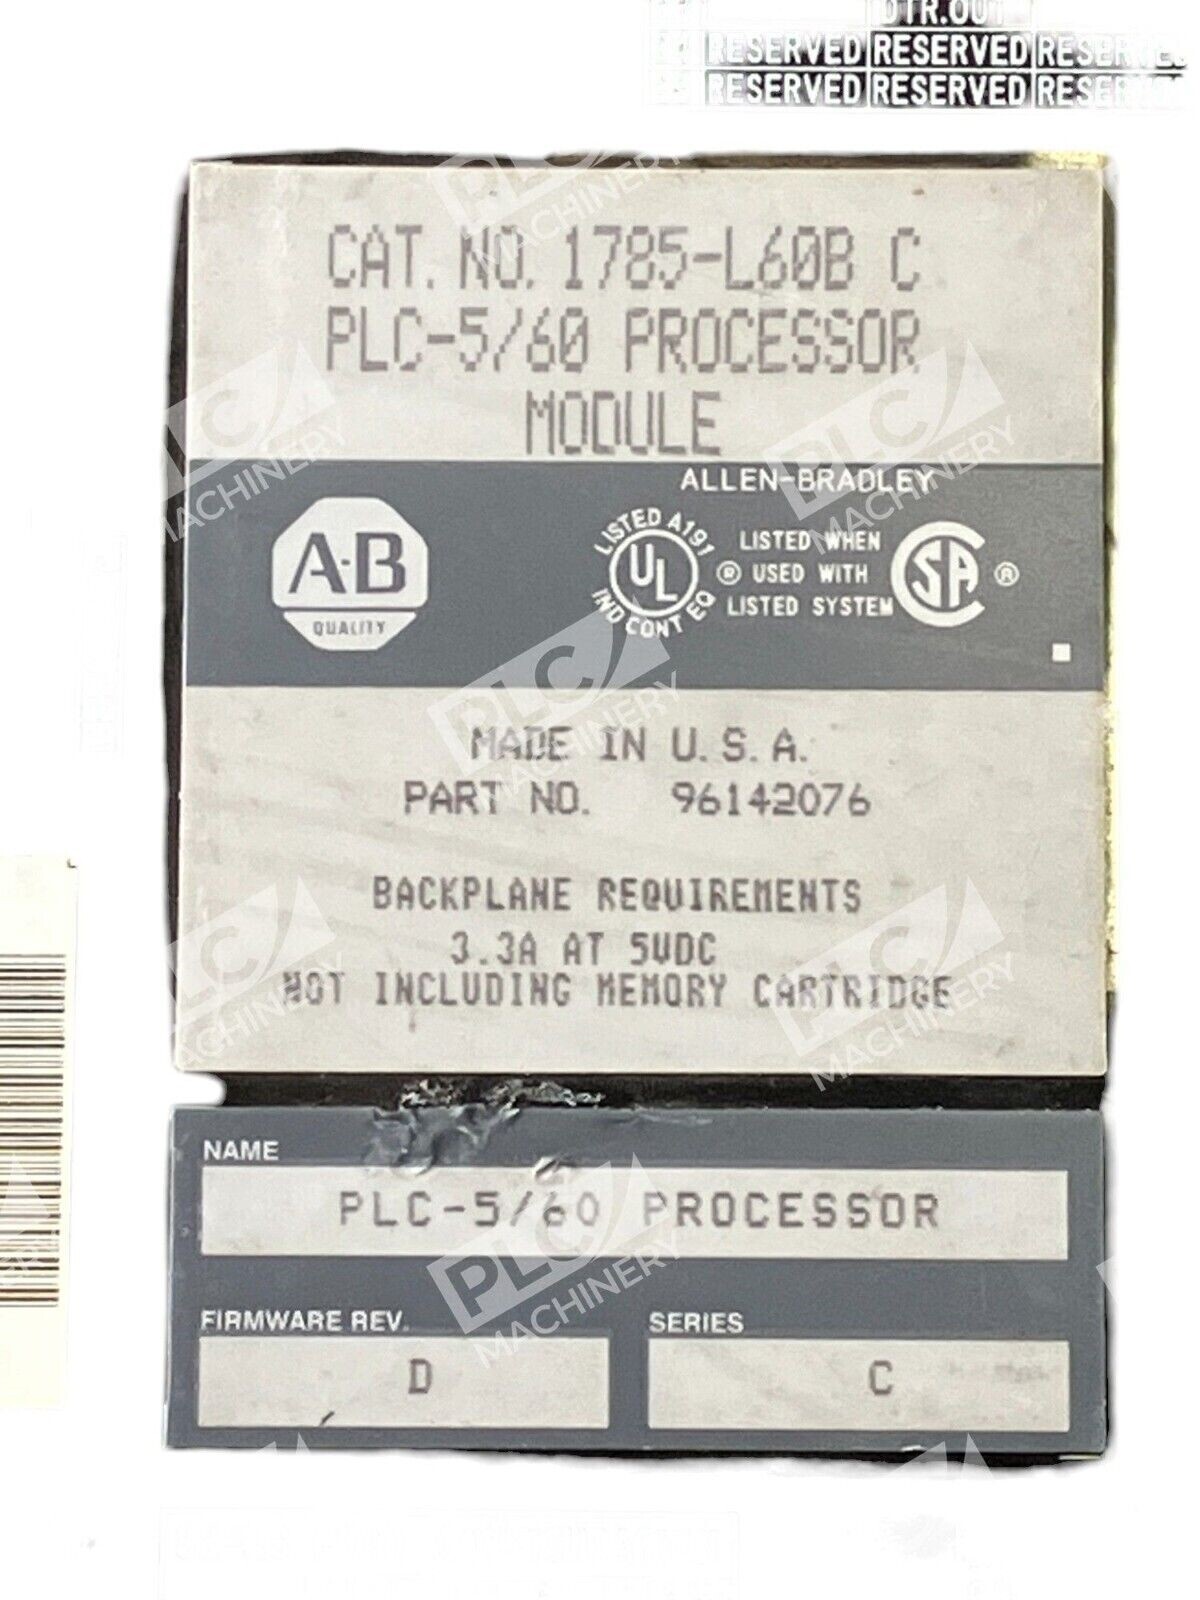 DTR.OUT
RESERVED RESERVED RESERVED
RESERVED RESERVED RESERVED
CAT. NO. 1785-L60B C
PLC-5/60 PROCESSOR
MODULE
ALLEN-BRADLEY
A-B
QUALITY
LISTED A191
UL
IND CONT EQ
®
LISTED WHEN
USED WITH
LISTED SYSTEM
SA
®
MADE IN U.S.A.
PART NO. 96142076
BACKPLANE REQUIREMENTS
3.3A AT 5VDC
NOT INCLUDING MEMORY CARTRIDGE
NAME
PLC-5/60 PROCESSOR
FIRMWARE REV.
D
SERIES
C
PLC
MACHINERY